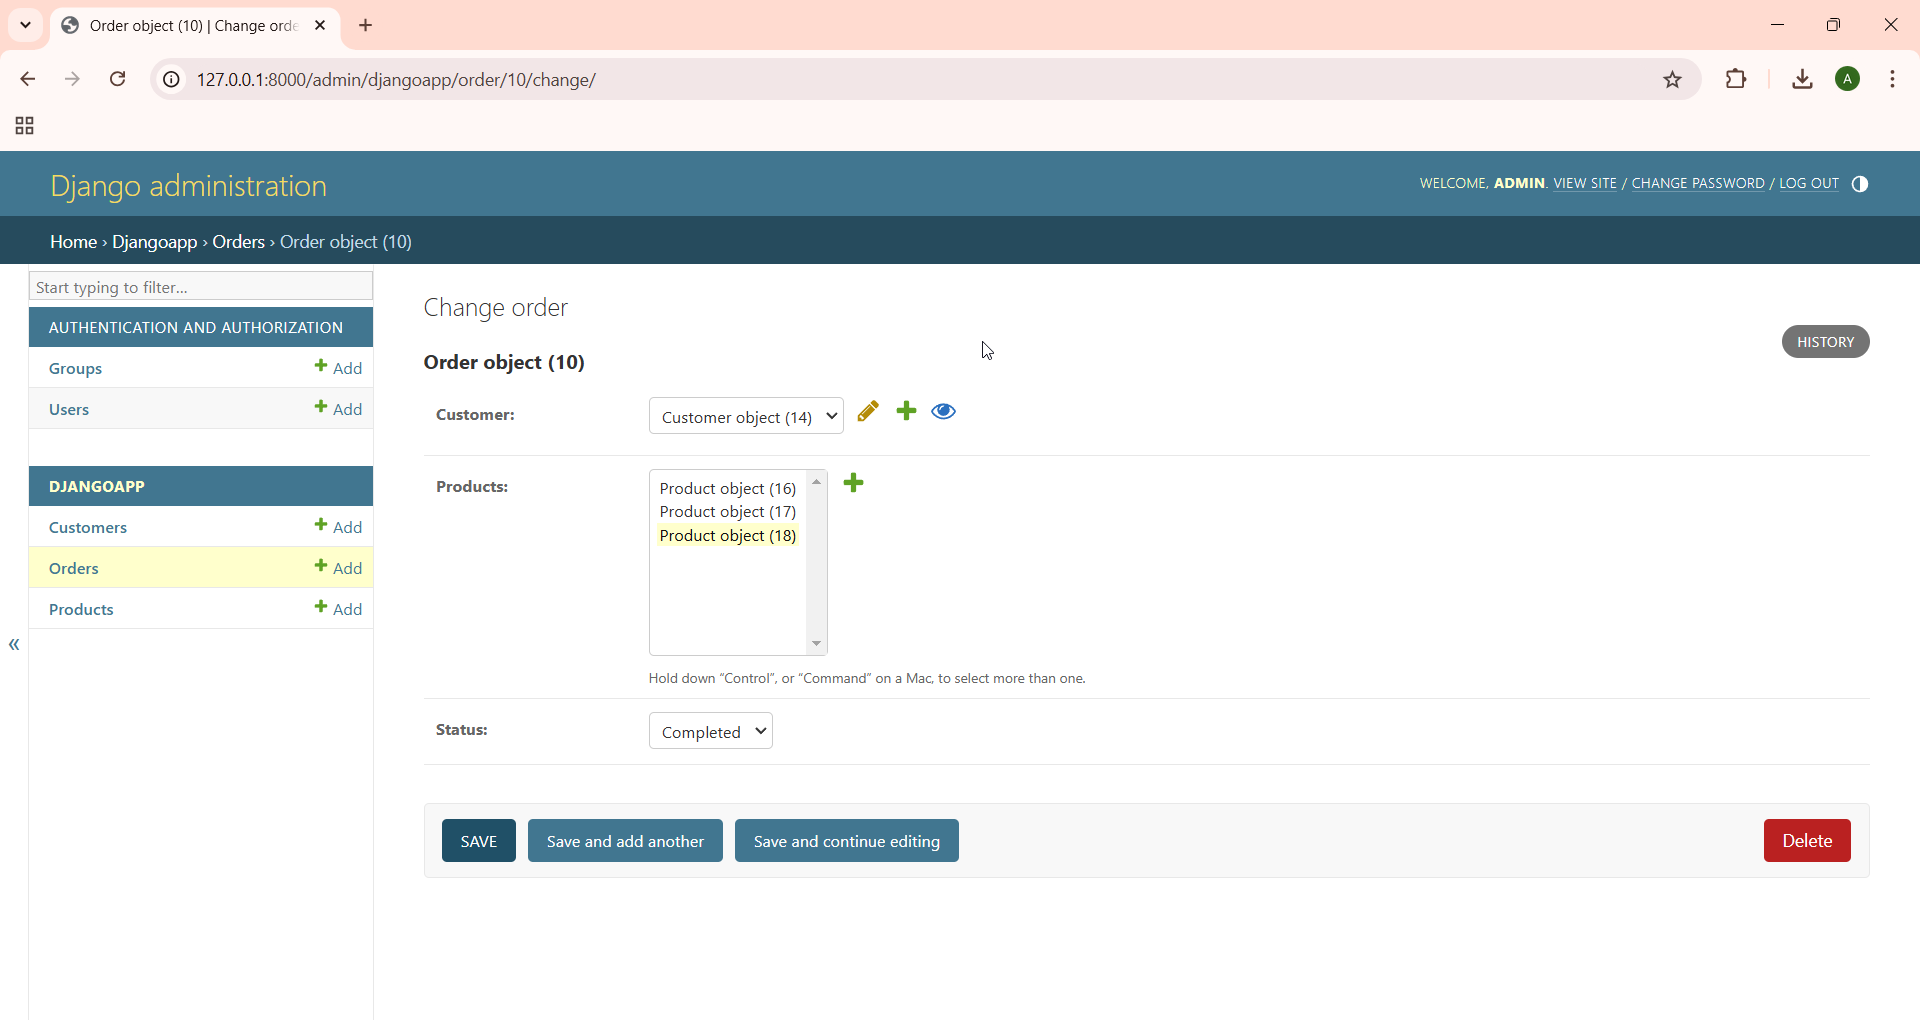 Order object (10) | Change orde
127.0.0.1:8000/admin/djangoapp/order/10/change/
A
Django administration
WELCOME, ADMIN. VIEW SITE / CHANGE PASSWORD / LOG OUT
Home › Djangoapp › Orders › Order object (10)
Start typing to filter...
AUTHENTICATION AND AUTHORIZATION
Groups Add
Users Add
DJANGOAPP
Customers Add
Orders Add
Products Add
«
Change order
HISTORY
Order object (10)
Customer: Customer object (14)
Products:
Product object (16)
Product object (17)
Product object (18)
Hold down “Control”, or “Command” on a Mac, to select more than one.
Status: Completed
SAVE Save and add another Save and continue editing Delete